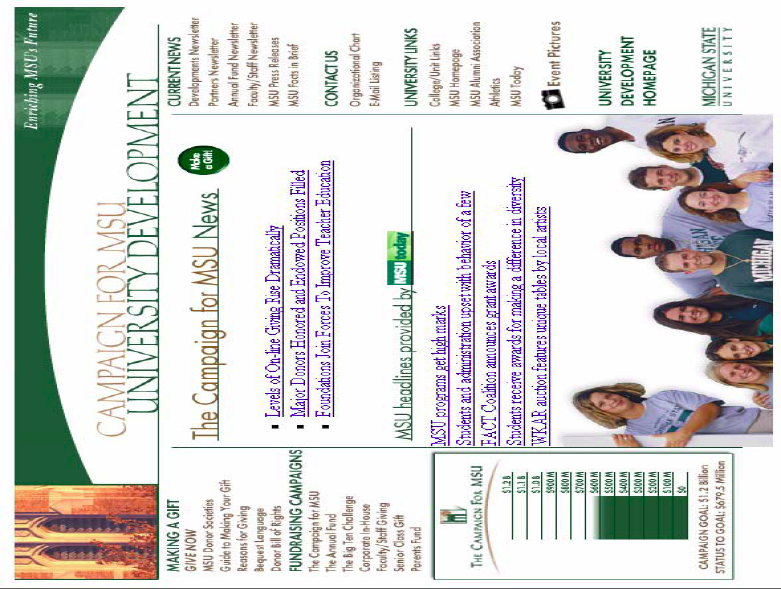 Enriching MSU's Future
CAMPAIGN FOR MSU
UNIVERSITY DEVELOPMENT
MAKING A GIFT
GIVE NOW
MSU Donor Societies
Guide to Making Your Gift
Reasons for Giving
Bequest Language
Donor Bill of Rights
FUNDRAISING CAMPAIGNS
The Campaign for MSU
The Annual Fund
The Big Ten Challenge
Corporate In-House
Faculty/Staff Giving
Senior Class Gift
Parents Fund
THE CAMPAIGN FOR MSU
$1.2 B
$1.1 B
$1.0 B
$900M
$800M
$700M
$600M
$500M
$400M
$300M
$200M
$100M
$0
CAMPAIGN GOAL: $1.2 Billion
STATUS TO GOAL: $679.5 Million
The Campaign for MSU News
Make
a Gift!
Levels of On-line Giving Rise Dramatically
Major Donors Honored and Endowed Positions Filled
Foundations Join Forces To Improve Teacher Education
MSU headlines provided by MSU today
MSU programs get high marks
Students and administration upset with behavior of a few
FACT Coalition announces grant awards
Students receive awards for making a difference in diversity
WKAR auction features unique tables by local artists
CURRENT NEWS
Developments Newsletter
Partners Newsletter
Annual Fund Newsletter
Faculty/Staff Newsletter
MSU Press Releases
MSU Facts in Brief
CONTACT US
Organizational Chart
E-Mail Listing
UNIVERSITY LINKS
College/Unit Links
MSU Homepage
MSU Alumni Association
Athletics
MSU Today
Event Pictures
UNIVERSITY
DEVELOPMENT
HOMEPAGE
MICHIGAN STATE
UNIVERSITY